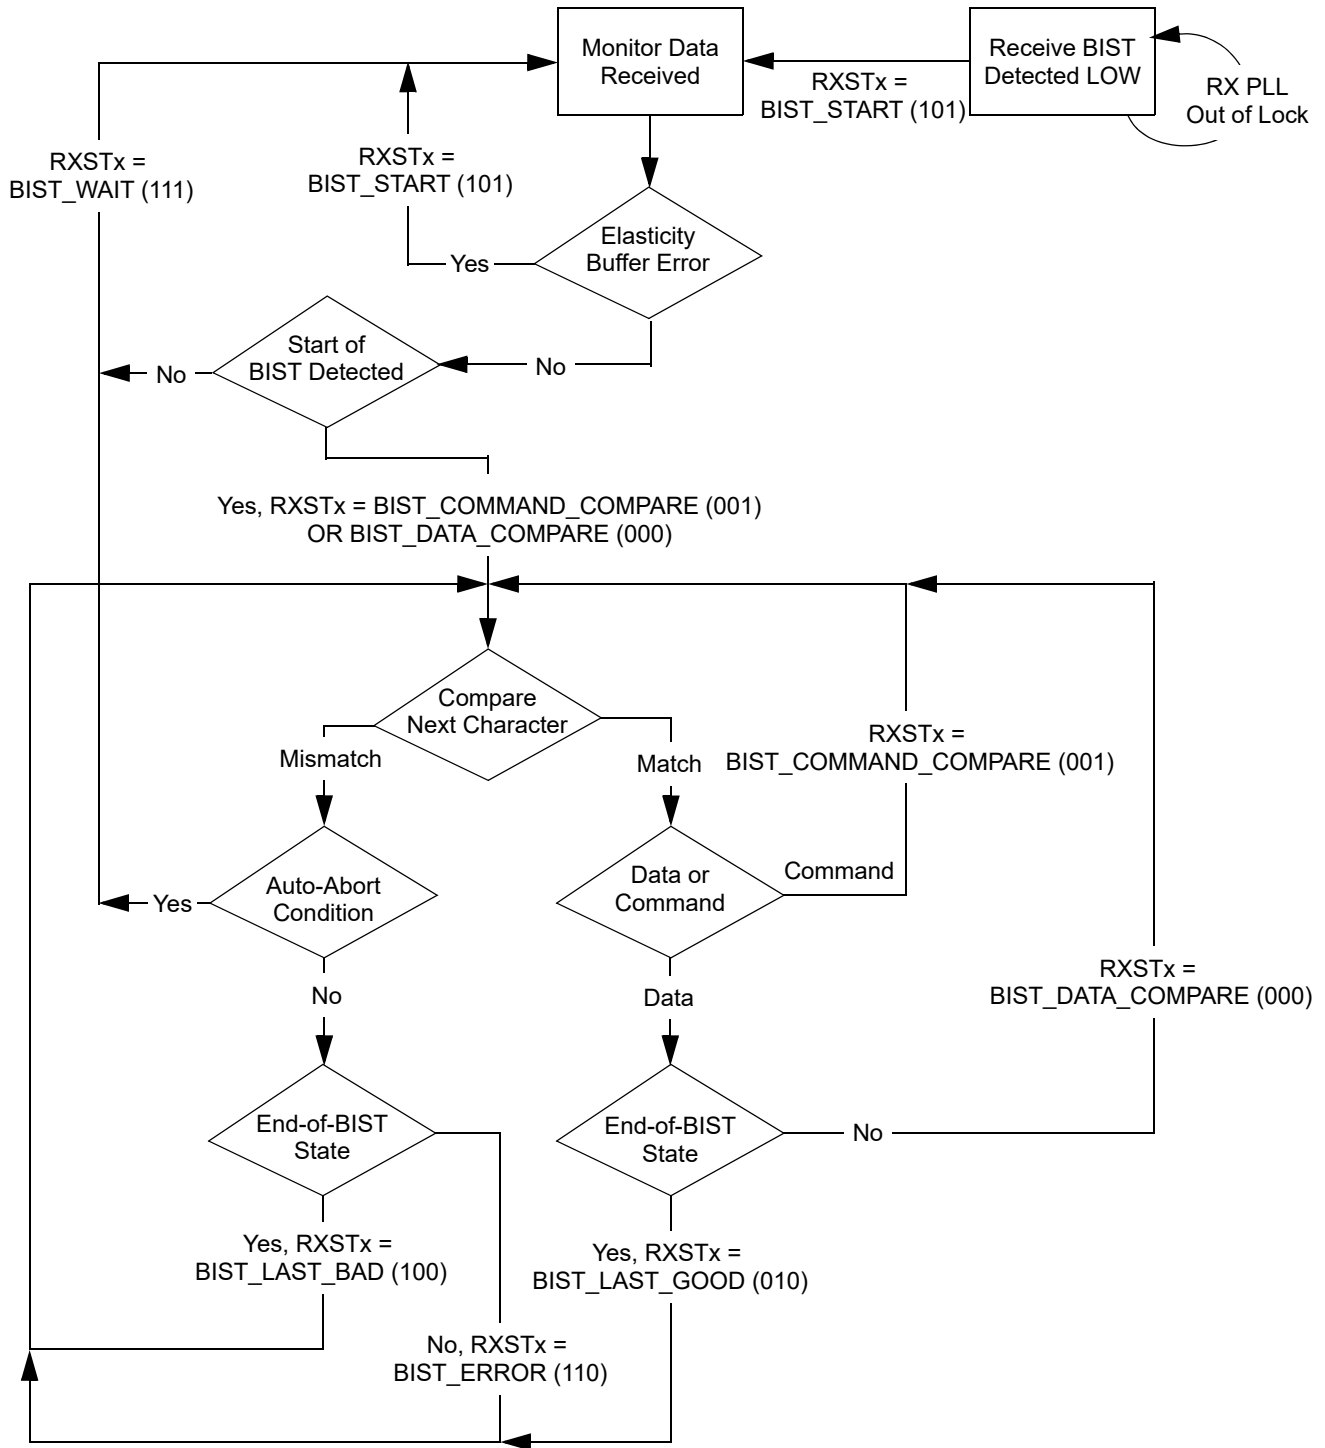 Monitor Data
Received
Receive BIST
Detected LOW
RXSTx =
BIST_START (101)
RX PLL
Out of Lock
RXSTx =
BIST_WAIT (111)
RXSTx =
BIST_START (101)
Elasticity
Buffer Error
Yes
Start of
BIST Detected
No
No
Yes, RXSTx = BIST_COMMAND_COMPARE (001)
OR BIST_DATA_COMPARE (000)
Compare
Next Character
Mismatch
Match
RXSTx =
BIST_COMMAND_COMPARE (001)
Auto-Abort
Condition
Yes
Data or
Command
Command
No
Data
RXSTx =
BIST_DATA_COMPARE (000)
End-of-BIST
State
End-of-BIST
State
No
Yes, RXSTx =
BIST_LAST_BAD (100)
Yes, RXSTx =
BIST_LAST_GOOD (010)
No, RXSTx =
BIST_ERROR (110)